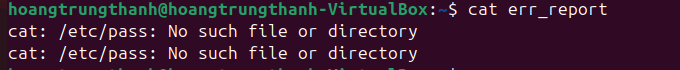 hoangtrungthanh@hoangtrungthanh-VirtualBox:~$ cat err_report
cat: /etc/pass: No such file or directory
cat: /etc/pass: No such file or directory